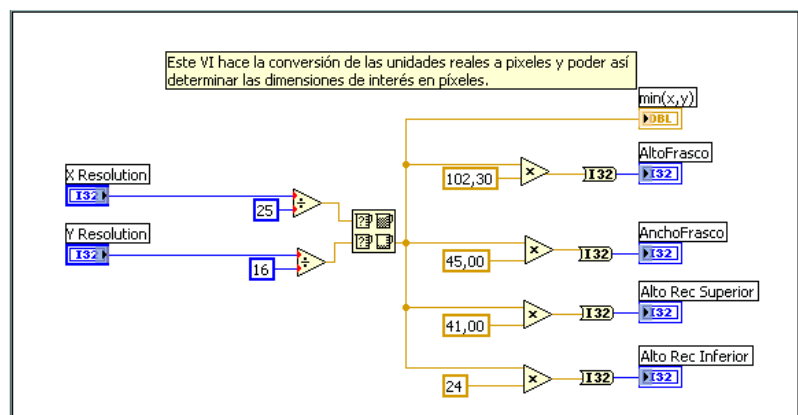 Este VI hace la conversión de las unidades reales a pixeles y poder así
determinar las dimensiones de interés en píxeles.
min(x,y)
DBL
X Resolution
I32
25
Y Resolution
I32
16
102,30
I32
AltoFrasco
I32
45,00
I32
AnchoFrasco
I32
41,00
I32
Alto Rec Superior
I32
24
I32
Alto Rec Inferior
I32